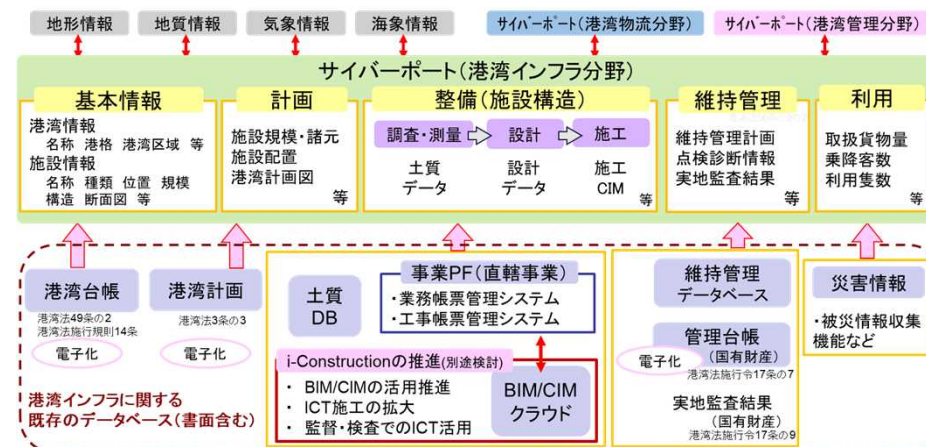 地形情報
地質情報
気象情報
海象情報
サイバーポート(港湾物流分野)
サイバーポート(港湾管理分野)
サイバーポート(港湾インフラ分野)
基本情報
港湾情報
名称 港格 港湾区域 等
施設情報
名称 種類 位置 規模
構造 断面図 等
計画
施設規模・諸元
施設配置
港湾計画図
等
整備(施設構造)
調査・測量
設計
施工
土質
データ
設計
データ
施工
CIM
等
維持管理
維持管理計画
点検診断情報
実地監査結果
等
利用
取扱貨物量
乗降客数
利用隻数
等
港湾台帳
港湾法49条の2
港湾法施行規則14条
電子化
港湾計画
港湾法3条の3
電子化
港湾インフラに関する
既存のデータベース(書面含む)
土質
DB
事業PF(直轄事業)
・業務帳票管理システム
・工事帳票管理システム
i-Constructionの推進(別途検討)
・ BIM/CIMの活用推進
・ ICT施工の拡大
・ 監督・検査でのICT活用
BIM/CIM
クラウド
維持管理
データベース
管理台帳
(国有財産)
電子化
港湾法施行令17条の7
実地監査結果
(国有財産)
港湾法施行令17条の9
災害情報
・被災情報収集
機能など